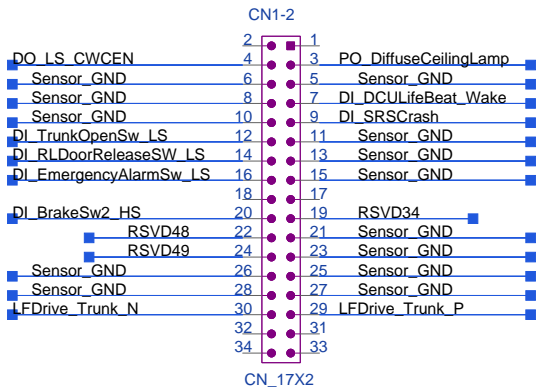 CN1-2
2 1
DO_LS_CWCEN 4 3 PO_DiffuseCeilingLamp
Sensor_GND 6 5 Sensor_GND
Sensor_GND 8 7 DI_DCULifeBeat_Wake
Sensor_GND 10 9 DI_SRSCrash
DI_TrunkOpenSw_LS 12 11 Sensor_GND
DI_RLDoorReleaseSW_LS 14 13 Sensor_GND
DI_EmergencyAlarmSw_LS 16 15 Sensor_GND
18 17
DI_BrakeSw2_HS 20 19 RSVD34
RSVD48 22 21 Sensor_GND
RSVD49 24 23 Sensor_GND
Sensor_GND 26 25 Sensor_GND
Sensor_GND 28 27 Sensor_GND
LFDrive_Trunk_N 30 29 LFDrive_Trunk_P
32 31
34 33
CN_17X2